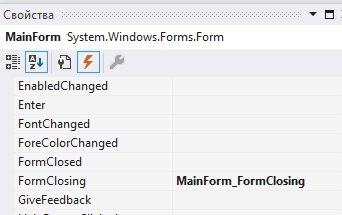 Свойства
MainForm System.Windows.Forms.Form
EnabledChanged
Enter
FontChanged
ForeColorChanged
FormClosed
FormClosing MainForm_FormClosing
GiveFeedback